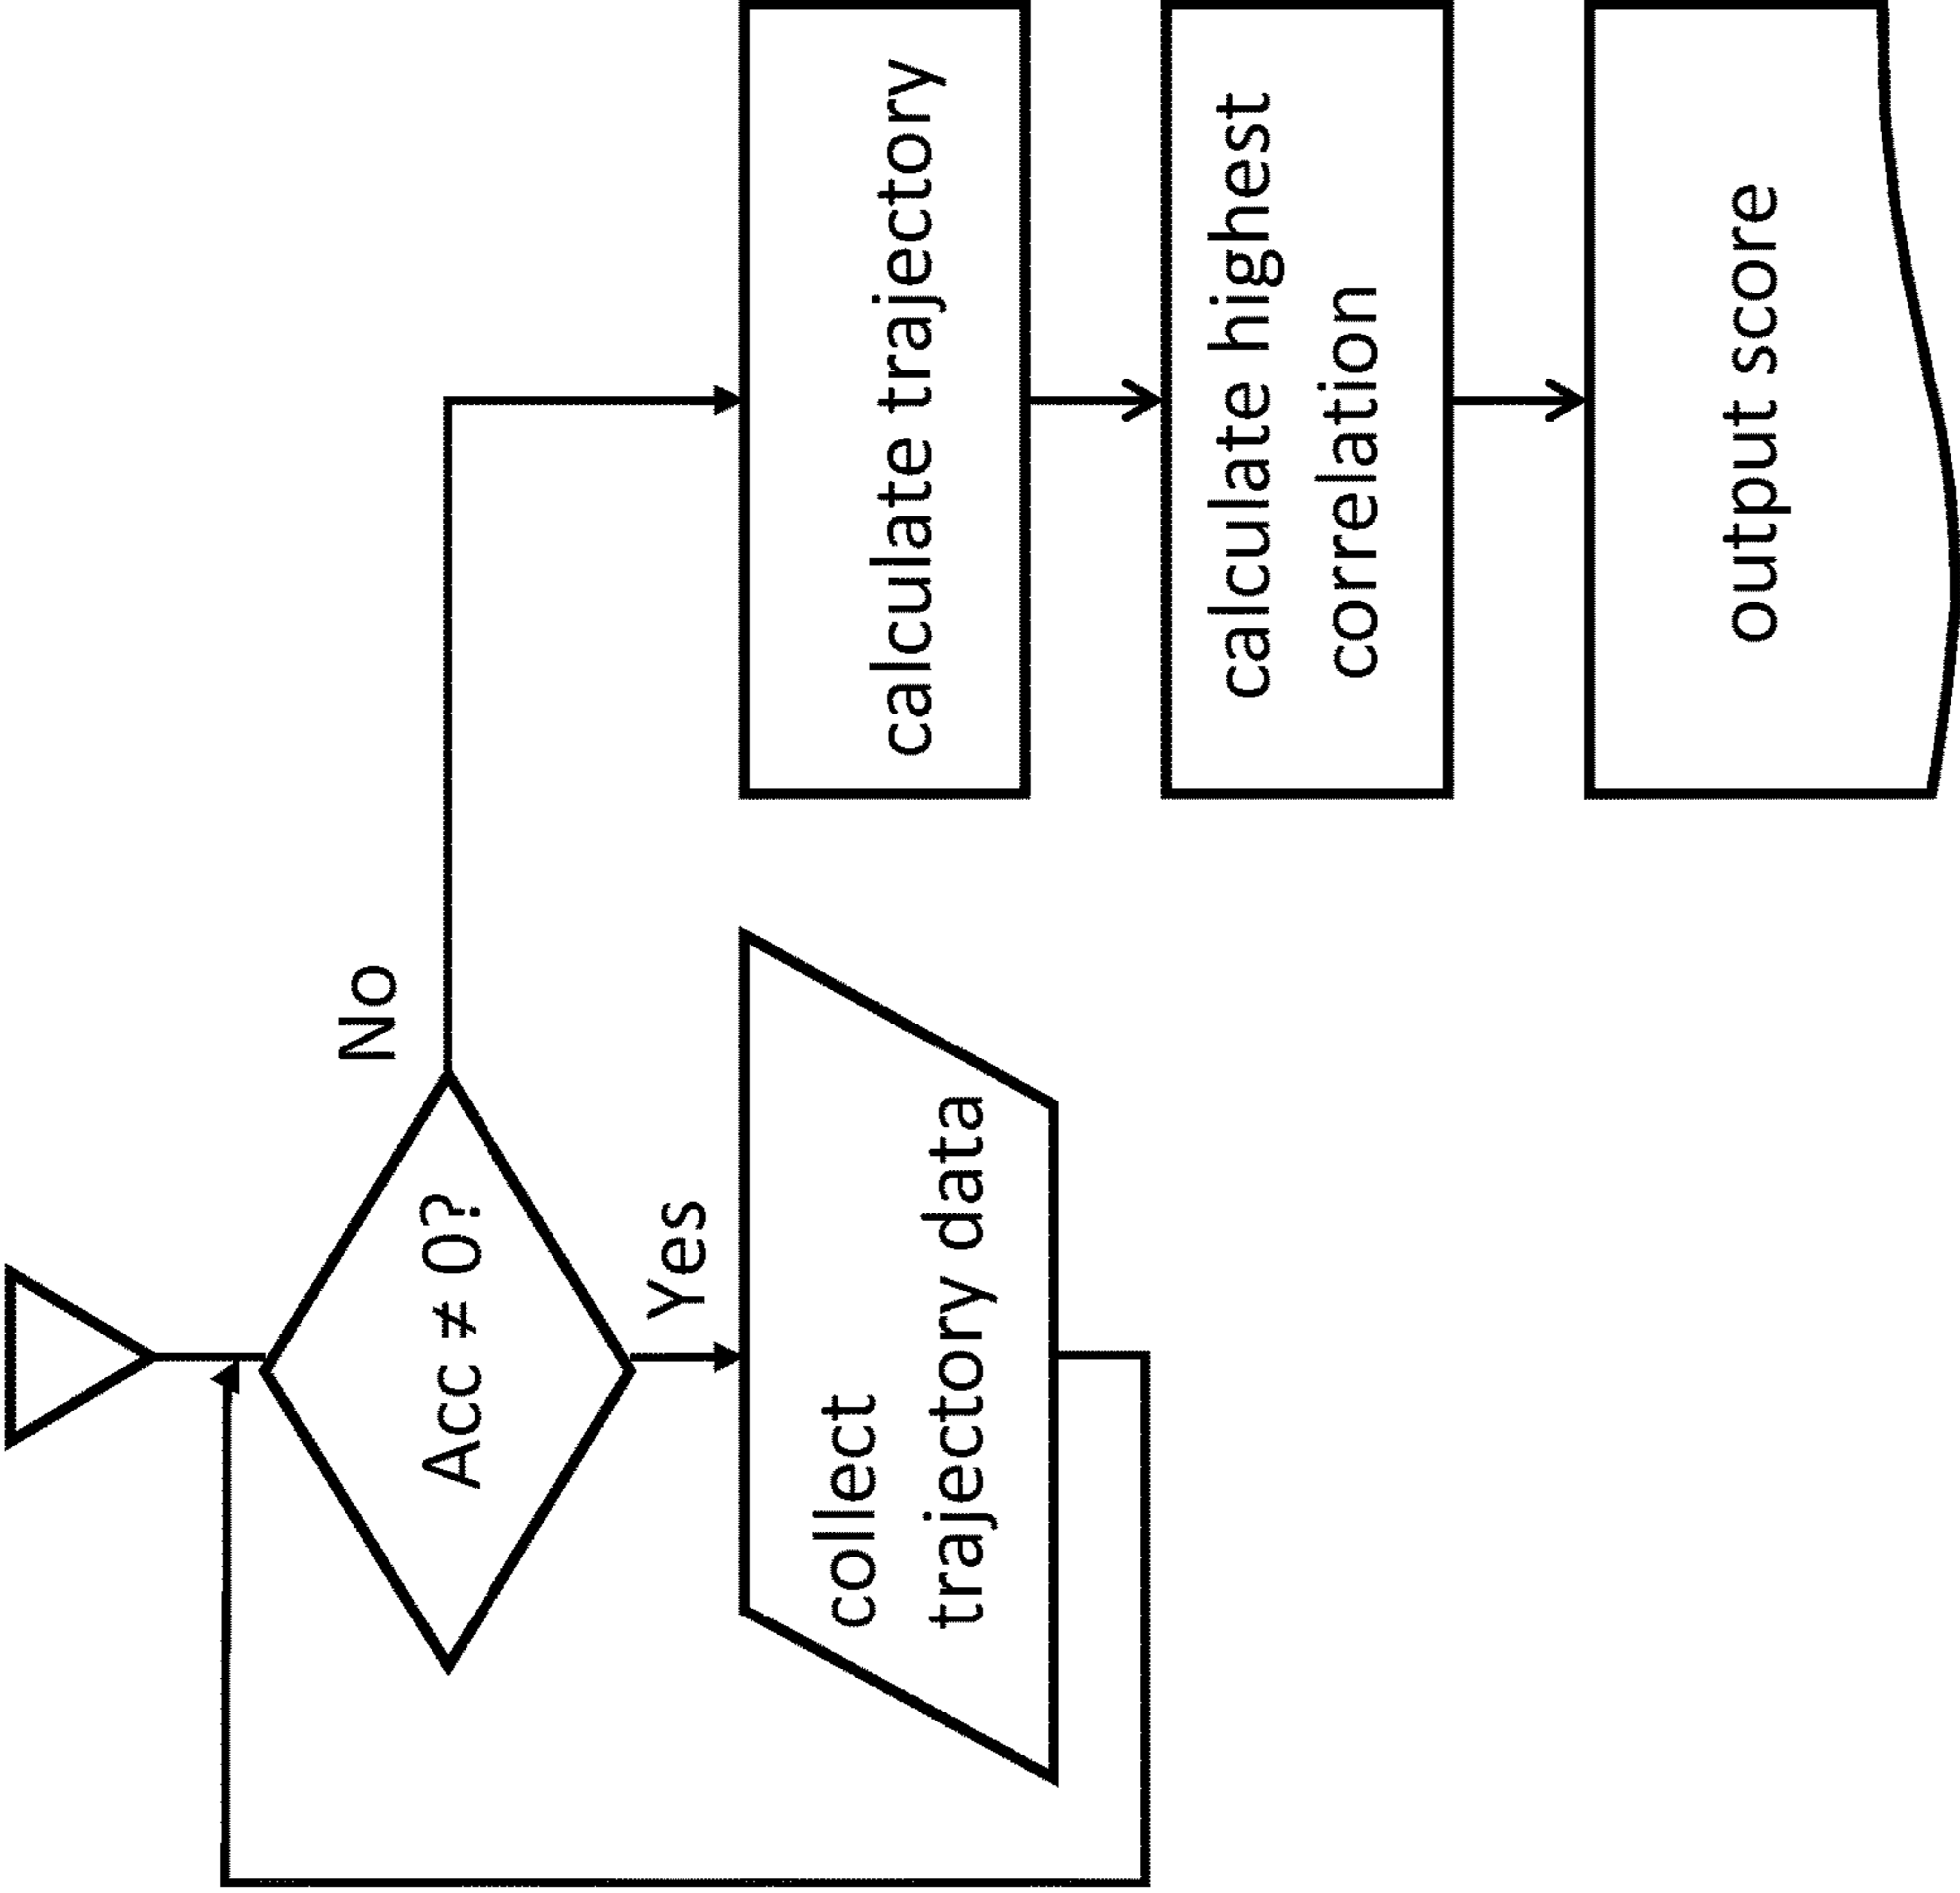 Acc ≠ 0?
No
Yes
collect
trajectory data
calculate trajectory
calculate highest
correlation
output score